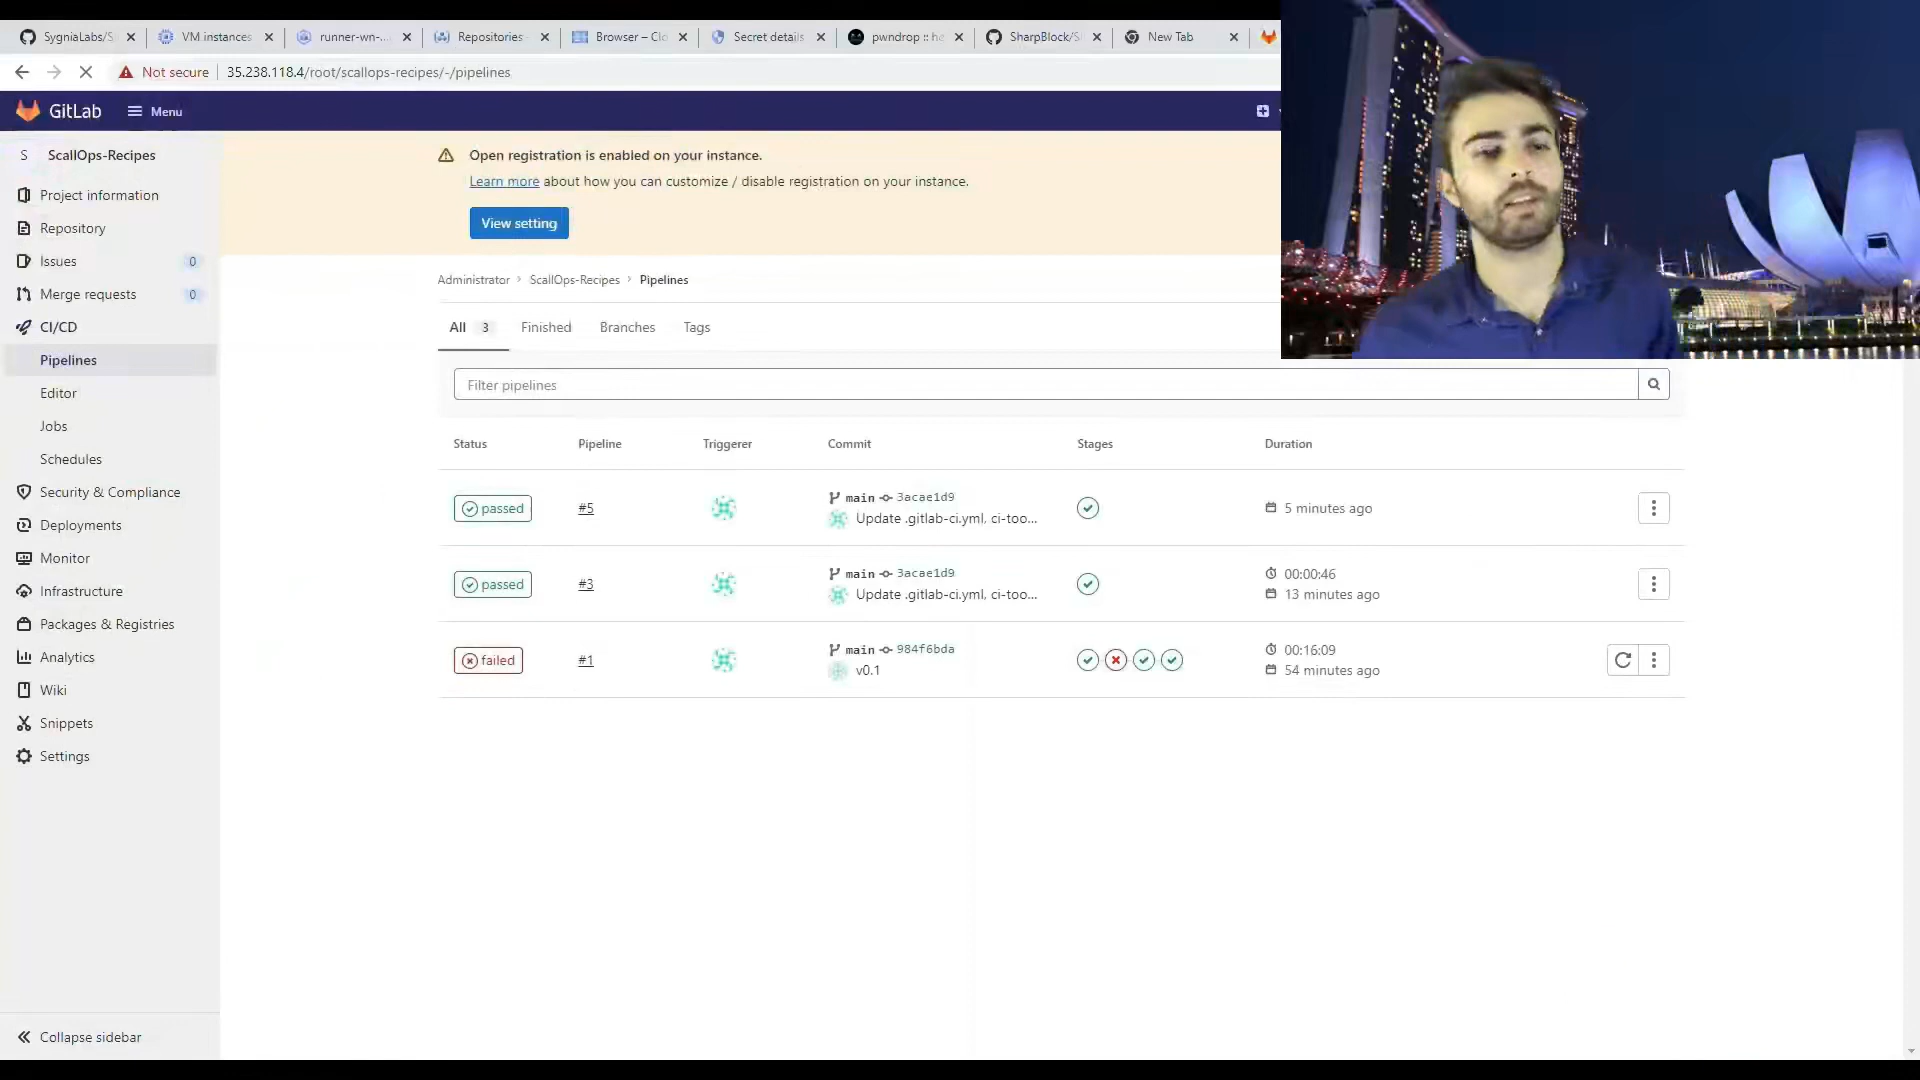 SygniaLabs/S
VM instances
runner-wn-...
Repositories
Browser – Clo
Secret details
pwndrop :: ho
SharpBlock/S
New Tab
Not secure
35.238.118.4/root/scallops-recipes/-/pipelines
GitLab
Menu
S ScallOps-Recipes
Project information
Repository
Issues 0
Merge requests 0
CI/CD
Pipelines
Editor
Jobs
Schedules
Security & Compliance
Deployments
Monitor
Infrastructure
Packages & Registries
Analytics
Wiki
Snippets
Settings
Collapse sidebar
Open registration is enabled on your instance.
Learn more about how you can customize / disable registration on your instance.
View setting
Administrator › ScallOps-Recipes › Pipelines
All 3 Finished Branches Tags
Filter pipelines
Status Pipeline Triggerer Commit Stages Duration
passed #5 main 3acae1d9
Update .gitlab-ci.yml, ci-too...
5 minutes ago
passed #3 main 3acae1d9
Update .gitlab-ci.yml, ci-too...
00:00:46
13 minutes ago
failed #1 main 984f6bda
v0.1
00:16:09
54 minutes ago